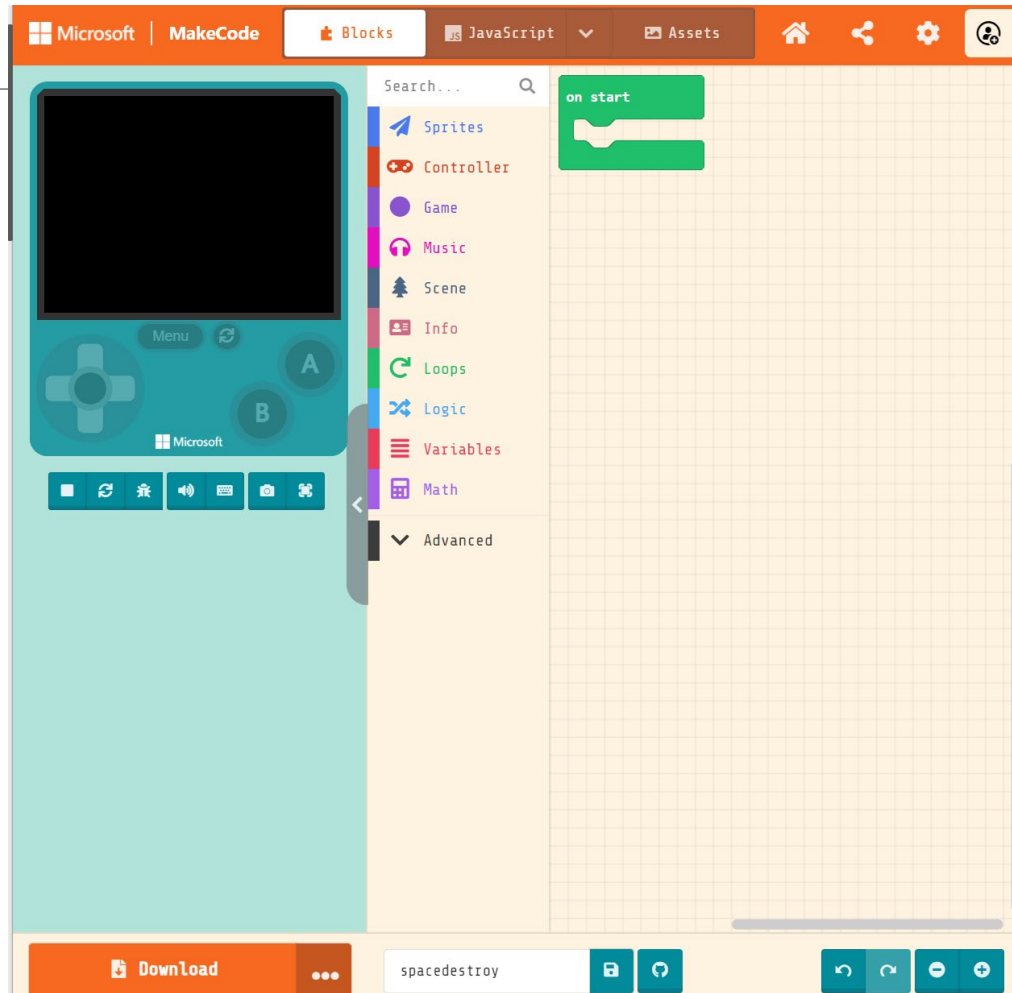 Microsoft | MakeCode
Blocks
JS JavaScript
Assets
Menu
A
B
Microsoft
Search...
Sprites
Controller
Game
Music
Scene
Info
Loops
Logic
Variables
Math
Advanced
on start
Download
spacedestroy